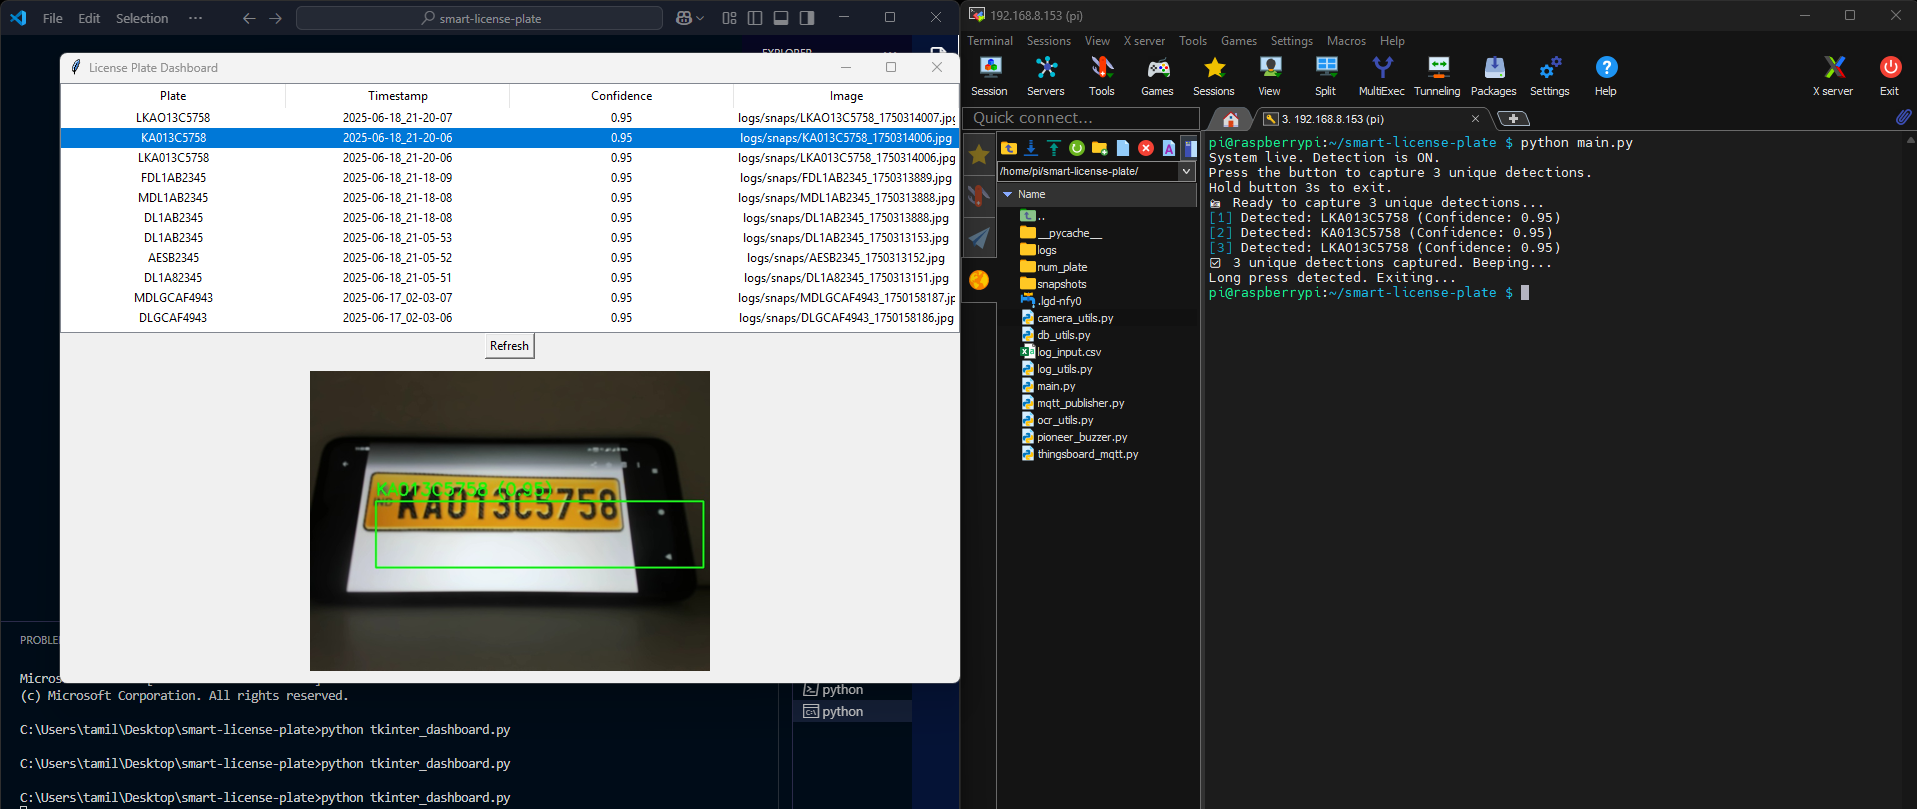 File Edit Selection ··· smart-license-plate
EXPLORER
License Plate Dashboard
Plate Timestamp Confidence Image
LKAO13C5758 2025-06-18_21-20-07 0.95 logs/snaps/LKAO13C5758_1750314007.jpg
KA013C5758 2025-06-18_21-20-06 0.95 logs/snaps/KA013C5758_1750314006.jpg
LKA013C5758 2025-06-18_21-20-06 0.95 logs/snaps/LKA013C5758_1750314006.jpg
FDL1AB2345 2025-06-18_21-18-09 0.95 logs/snaps/FDL1AB2345_1750313889.jpg
MDL1AB2345 2025-06-18_21-18-08 0.95 logs/snaps/MDL1AB2345_1750313888.jpg
DL1AB2345 2025-06-18_21-18-08 0.95 logs/snaps/DL1AB2345_1750313888.jpg
DL1AB2345 2025-06-18_21-05-53 0.95 logs/snaps/DL1AB2345_1750313153.jpg
AESB2345 2025-06-18_21-05-52 0.95 logs/snaps/AESB2345_1750313152.jpg
DL1A82345 2025-06-18_21-05-51 0.95 logs/snaps/DL1A82345_1750313151.jpg
MDLGCAF4943 2025-06-17_02-03-07 0.95 logs/snaps/MDLGCAF4943_1750158187.jpg
DLGCAF4943 2025-06-17_02-03-06 0.95 logs/snaps/DLGCAF4943_1750158186.jpg
Refresh
KA013C5758 (0.95)
IND KA013C5758
PROBLEM
Micros
(c) Microsoft Corporation. All rights reserved.
C:\Users\tamil\Desktop\smart-license-plate>python tkinter_dashboard.py
C:\Users\tamil\Desktop\smart-license-plate>python tkinter_dashboard.py
C:\Users\tamil\Desktop\smart-license-plate>python tkinter_dashboard.py
python
python
192.168.8.153 (pi)
Terminal Sessions View X server Tools Games Settings Macros Help
Session Servers Tools Games Sessions View Split MultiExec Tunneling Packages Settings Help X server Exit
Quick connect...
3. 192.168.8.153 (pi)
/home/pi/smart-license-plate/
Name
..
__pycache__
logs
num_plate
snapshots
.lgd-nfy0
camera_utils.py
db_utils.py
log_input.csv
log_utils.py
main.py
mqtt_publisher.py
ocr_utils.py
pioneer_buzzer.py
thingsboard_mqtt.py
pi@raspberrypi:~/smart-license-plate $ python main.py
System live. Detection is ON.
Press the button to capture 3 unique detections.
Hold button 3s to exit.
Ready to capture 3 unique detections...
[1] Detected: LKA013C5758 (Confidence: 0.95)
[2] Detected: KA013C5758 (Confidence: 0.95)
[3] Detected: LKAO13C5758 (Confidence: 0.95)
3 unique detections captured. Beeping...
Long press detected. Exiting...
pi@raspberrypi:~/smart-license-plate $